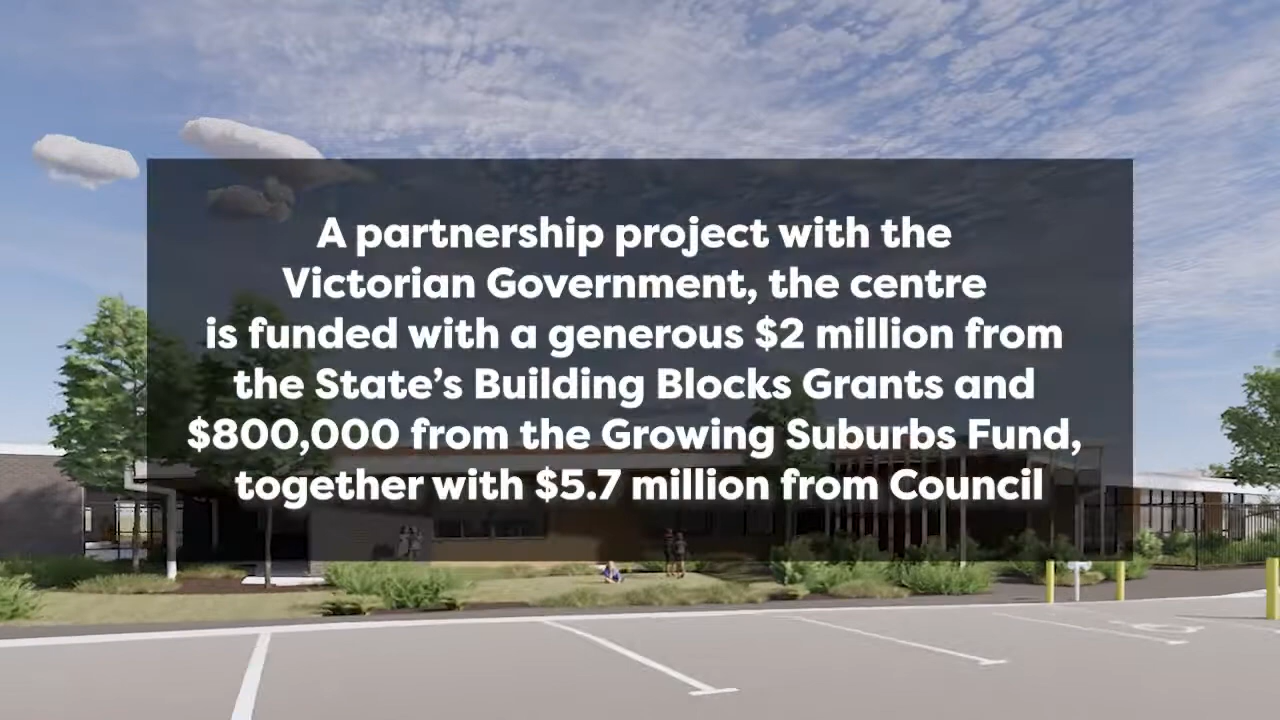 A partnership project with the
Victorian Government, the centre
is funded with a generous $2 million from
the State’s Building Blocks Grants and
$800,000 from the Growing Suburbs Fund,
together with $5.7 million from Council